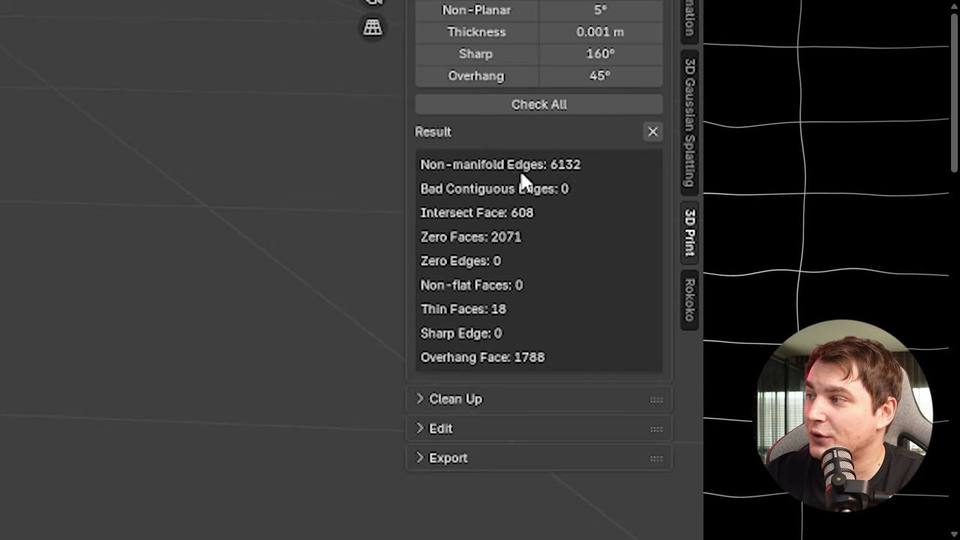 Non-Planar 5°
Thickness 0.001 m
Sharp 160°
Overhang 45°
Check All
Result
Non-manifold Edges: 6132
Bad Contiguous Edges: 0
Intersect Face: 608
Zero Faces: 2071
Zero Edges: 0
Non-flat Faces: 0
Thin Faces: 18
Sharp Edge: 0
Overhang Face: 1788
Clean Up
Edit
Export
3D Gaussian Splatting
3D Print
Rokoko